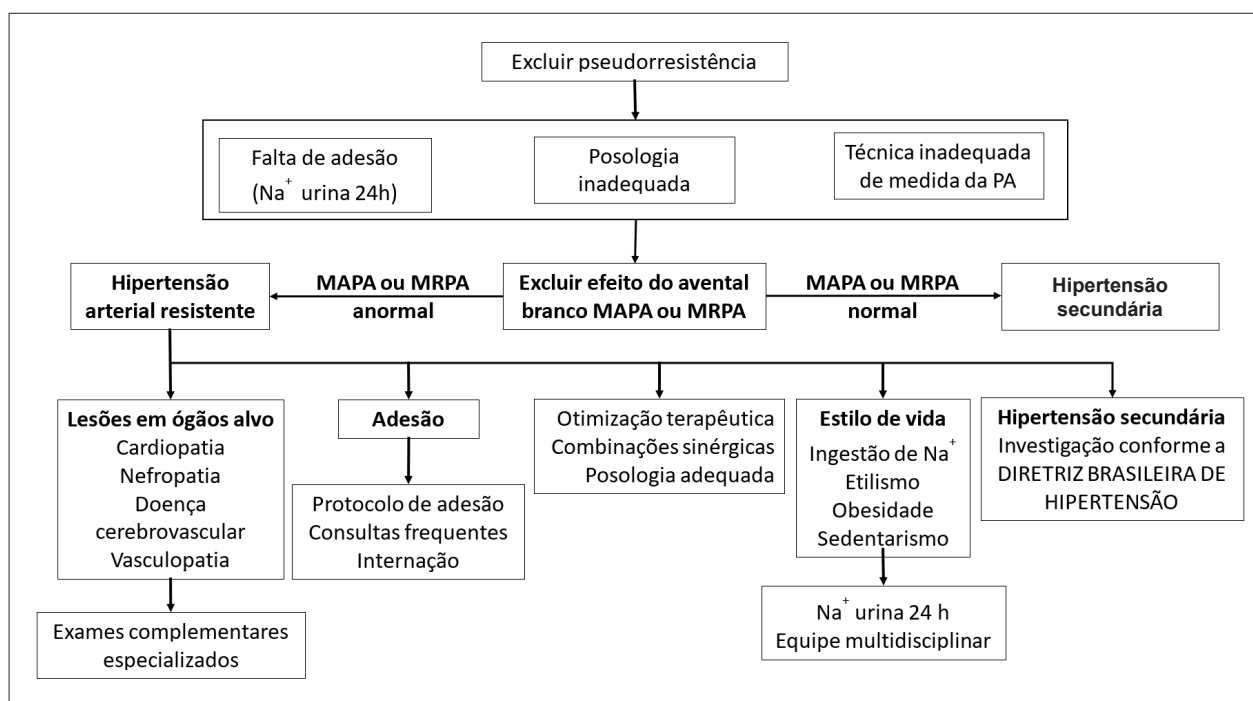 Excluir pseudorresistência
Falta de adesão
(Na⁺ urina 24h)
Posologia
inadequada
Técnica inadequada
de medida da PA
Hipertensão
arterial resistente
MAPA ou MRPA
anormal
Excluir efeito do avental
branco MAPA ou MRPA
MAPA ou MRPA
normal
Hipertensão
secundária
Lesões em ógãos alvo
Cardiopatia
Nefropatia
Doença
cerebrovascular
Vasculopatia
Exames complementares
especializados
Adesão
Protocolo de adesão
Consultas frequentes
Internação
Otimização terapêutica
Combinações sinérgicas
Posologia adequada
Estilo de vida
Ingestão de Na⁺
Etilismo
Obesidade
Sedentarismo
Na⁺ urina 24 h
Equipe multidisciplinar
Hipertensão secundária
Investigação conforme a
DIRETRIZ BRASILEIRA DE
HIPERTENSÃO